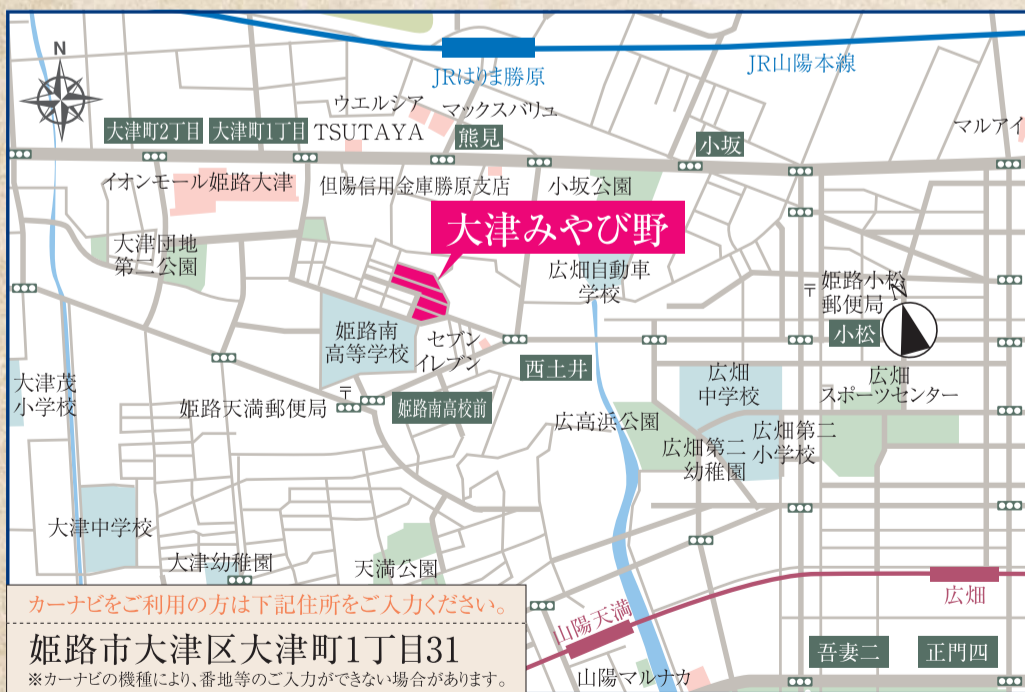 N
JRはりま勝原
JR山陽本線
ウエルシア
マックスバリュ
大津町2丁目
大津町1丁目
TSUTAYA
熊見
小坂
マルアイ
イオンモール姫路大津
但陽信用金庫勝原支店
小坂公園
大津みやび野
大津団地
第二公園
広畑自動車
学校
〒
姫路小松
郵便局
N
小松
姫路南
高等学校
セブン
イレブン
西土井
広畑
中学校
広畑
スポーツセンター
大津茂
小学校
〒
姫路天満郵便局
姫路南高校前
広高浜公園
広畑第二
幼稚園
広畑第二
小学校
大津中学校
大津幼稚園
天満公園
広畑
山陽天満
吾妻二
正門四
山陽マルナカ
カーナビをご利用の方は下記住所をご入力ください。
姫路市大津区大津町1丁目31
※カーナビの機種により、番地等のご入力ができない場合があります。